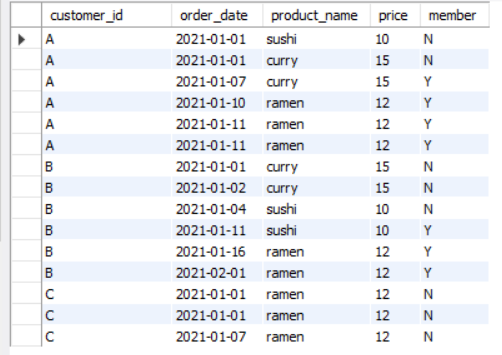 customer_id order_date product_name price member
A 2021-01-01 sushi 10 N
A 2021-01-01 curry 15 N
A 2021-01-07 curry 15 Y
A 2021-01-10 ramen 12 Y
A 2021-01-11 ramen 12 Y
A 2021-01-11 ramen 12 Y
B 2021-01-01 curry 15 N
B 2021-01-02 curry 15 N
B 2021-01-04 sushi 10 N
B 2021-01-11 sushi 10 Y
B 2021-01-16 ramen 12 Y
B 2021-02-01 ramen 12 Y
C 2021-01-01 ramen 12 N
C 2021-01-01 ramen 12 N
C 2021-01-07 ramen 12 N